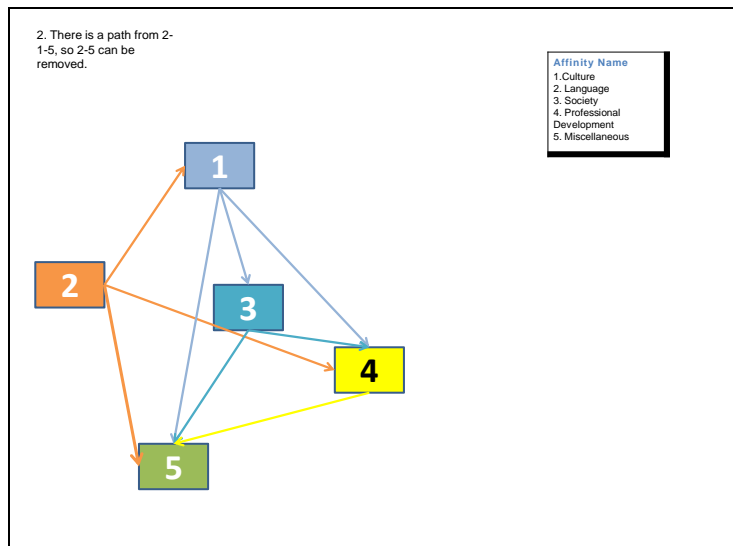 2. There is a path from 2-
1-5, so 2-5 can be
removed.
Affinity Name
1.Culture
2. Language
3. Society
4. Professional
Development
5. Miscellaneous
1
2
3
4
5